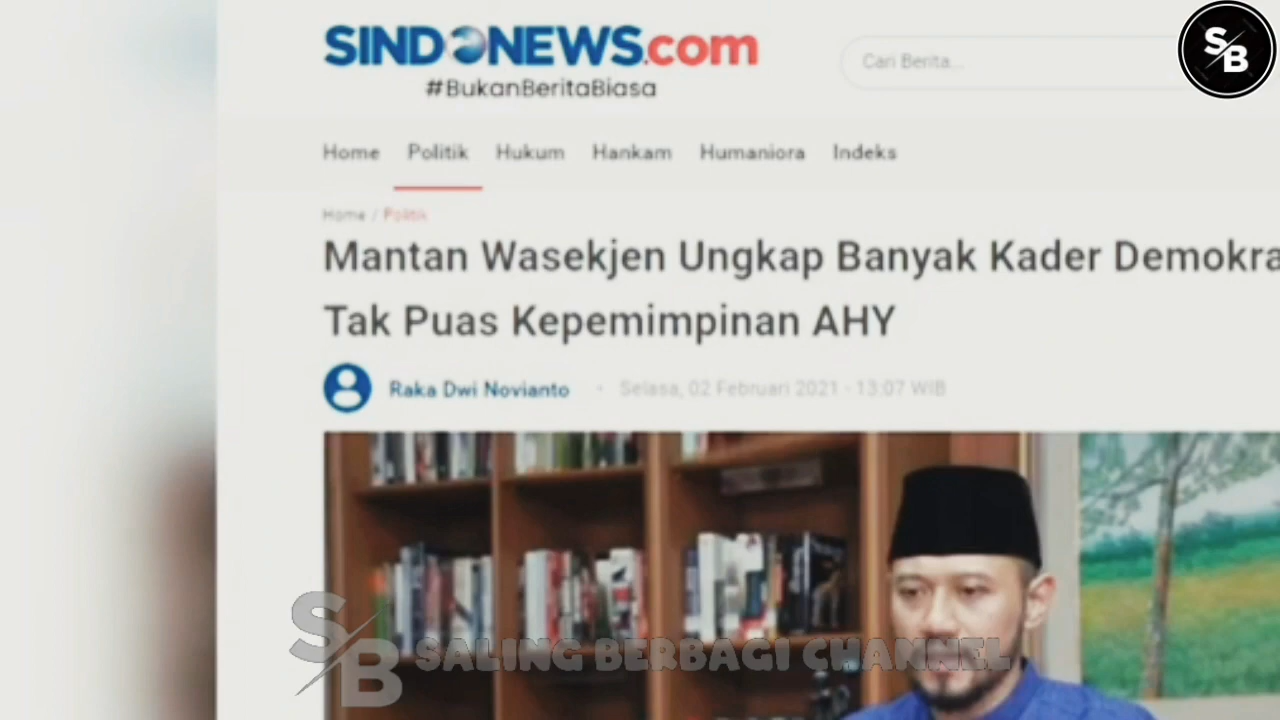 SINDONEWS.com
#BukanBeritaBiasa
Cari Berita...
SB
Home Politik Hukum Hankam Humaniora Indeks
Home / Politik
Mantan Wasekjen Ungkap Banyak Kader Demokra
Tak Puas Kepemimpinan AHY
Raka Dwi Novianto • Selasa, 02 Februari 2021 - 13:07 WIB
SB SALING BERBAGI CHANNEL